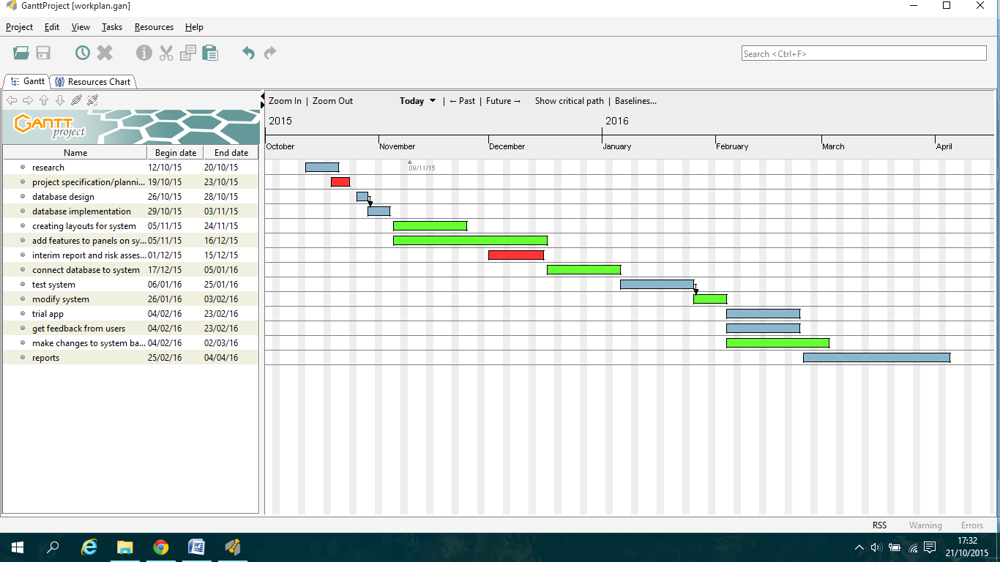 GanttProject [workplan.gan]
Project Edit View Tasks Resources Help
Search <Ctrl+F>
Gantt Resources Chart
Zoom In | Zoom Out Today | ← Past | Future → Show critical path | Baselines...
GANTT project
2015 2016
October November December January February March April
Name Begin date End date
09/11/15
research 12/10/15 20/10/15
project specification/planni... 19/10/15 23/10/15
database design 26/10/15 28/10/15
database implementation 29/10/15 03/11/15
creating layouts for system 05/11/15 24/11/15
add features to panels on sy... 05/11/15 16/12/15
interim report and risk asses... 01/12/15 15/12/15
connect database to system 17/12/15 05/01/16
test system 06/01/16 25/01/16
modify system 26/01/16 03/02/16
trial app 04/02/16 23/02/16
get feedback from users 04/02/16 23/02/16
make changes to system ba... 04/02/16 02/03/16
reports 25/02/16 04/04/16
RSS Warning Errors
17:32
21/10/2015